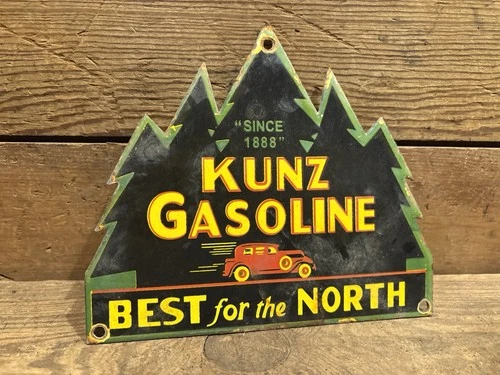 "SINCE
1888"
KUNZ
GASOLINE
BEST for the NORTH